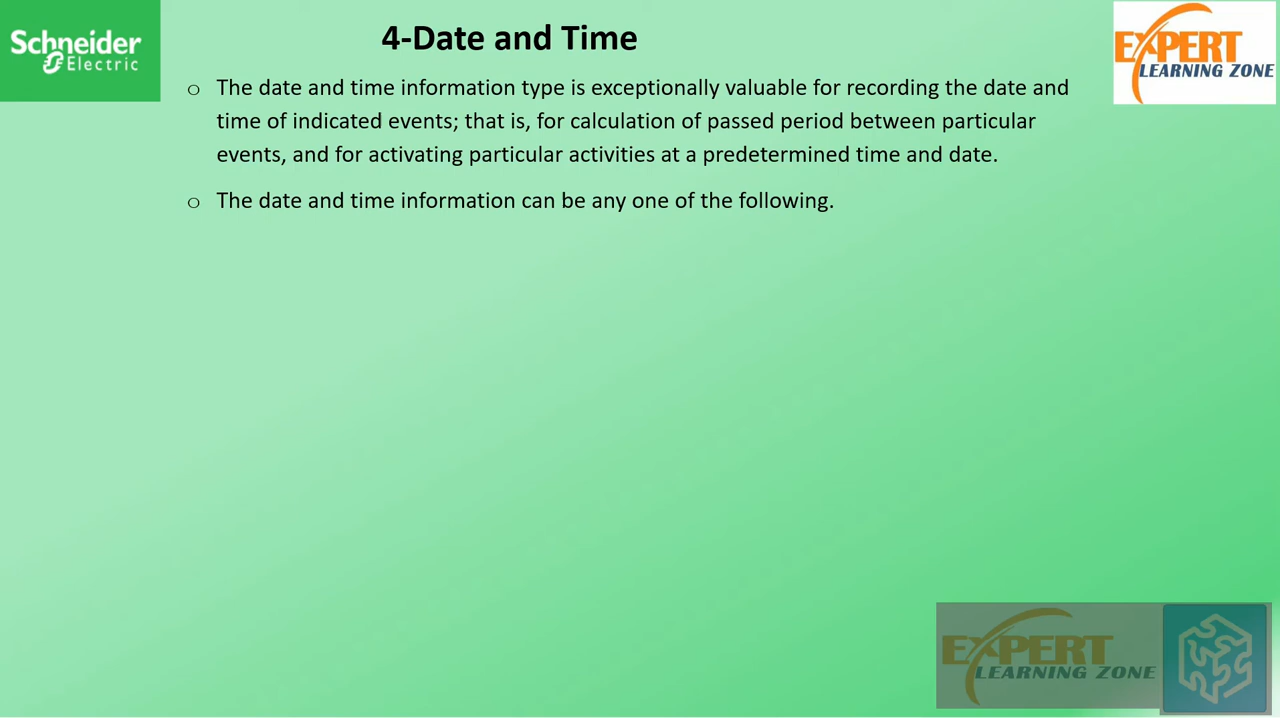 Schneider
Electric
4-Date and Time
EXPERT
LEARNING ZONE
o The date and time information type is exceptionally valuable for recording the date and
time of indicated events; that is, for calculation of passed period between particular
events, and for activating particular activities at a predetermined time and date.
o The date and time information can be any one of the following.
EXPERT
LEARNING ZONE